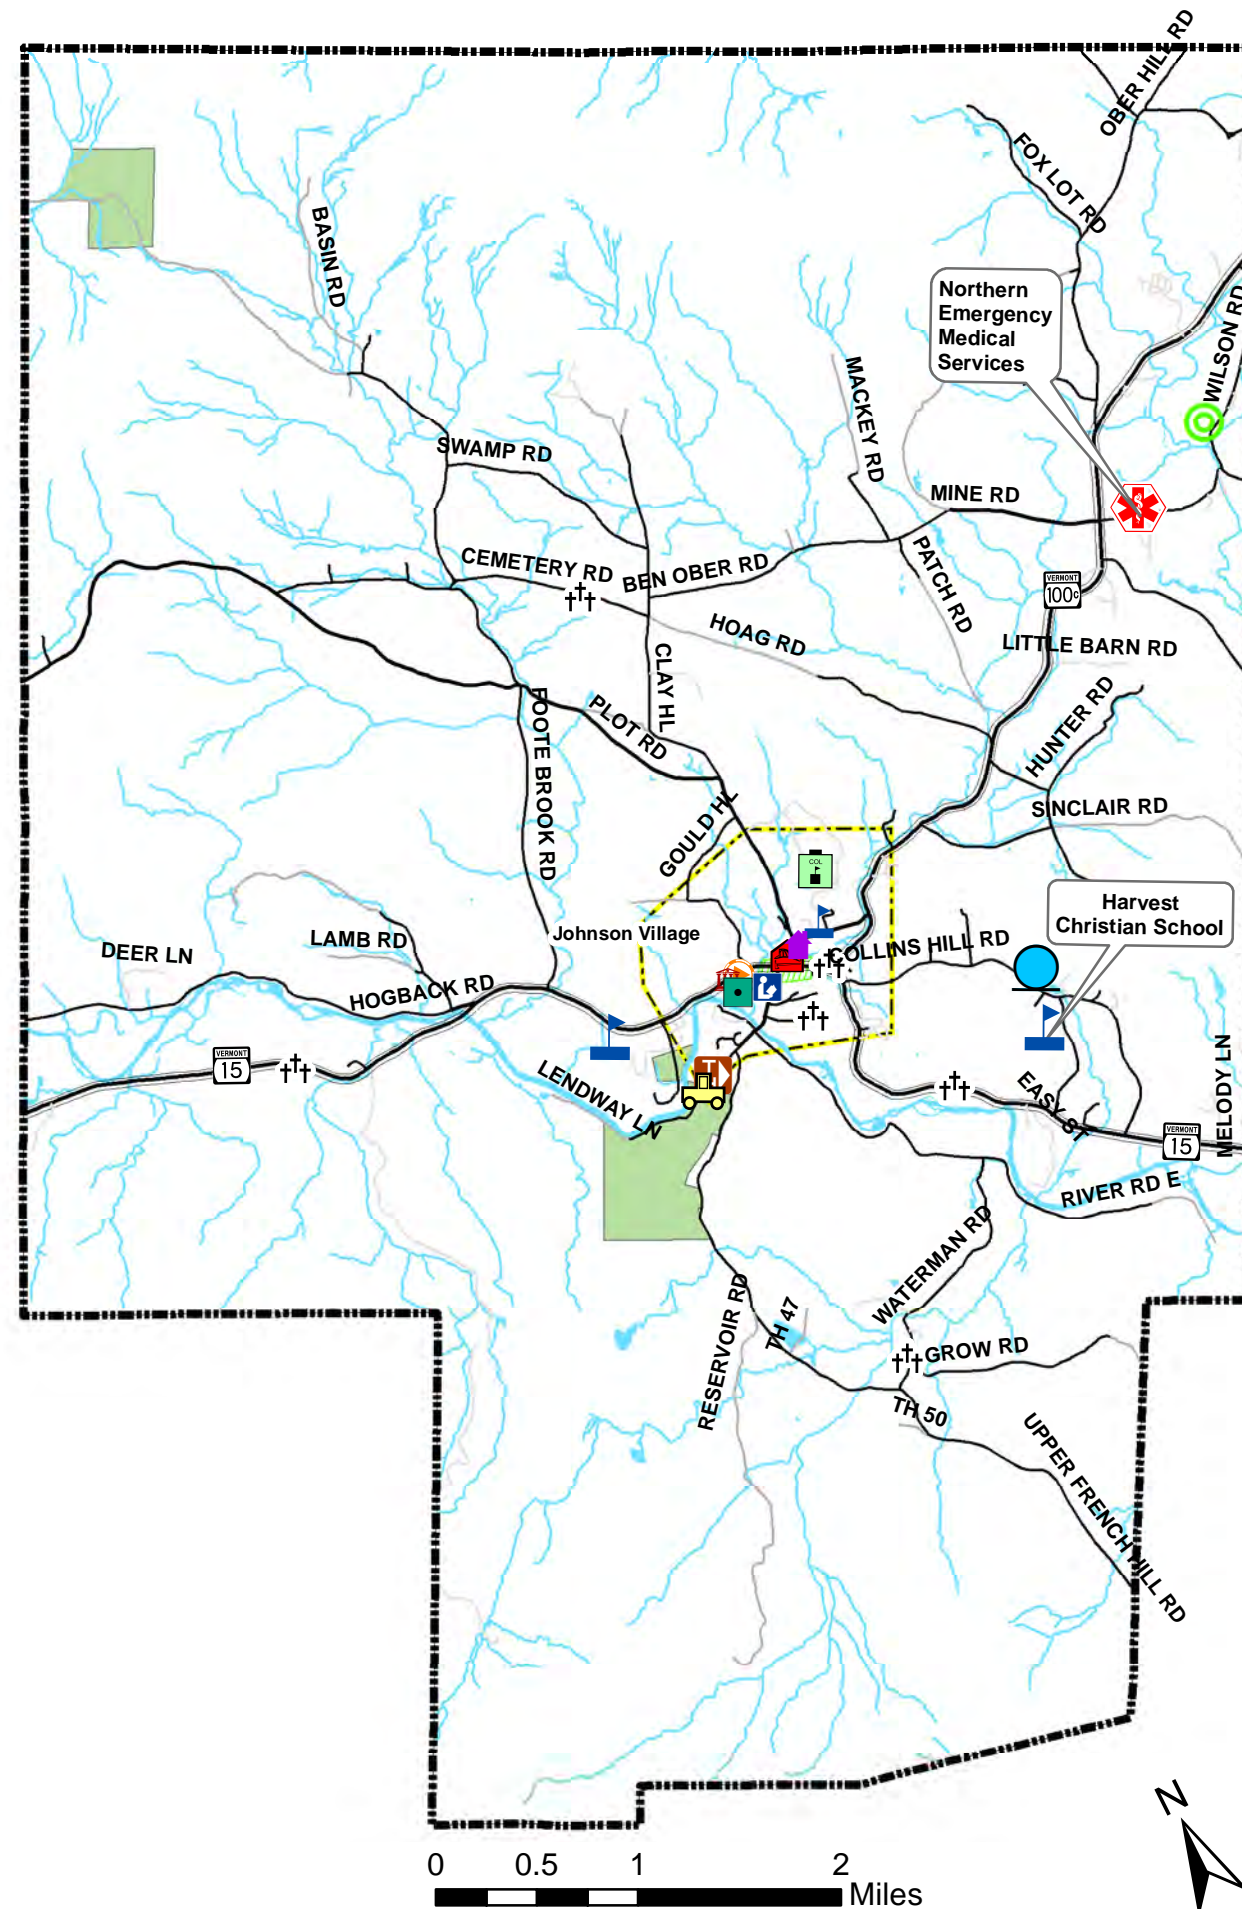 OBER HILL RD
FOX LOT RD
BASIN RD
Northern
Emergency
Medical
Services
WILSON RD
MACKEY RD
SWAMP RD
MINE RD
CEMETERY RD
BEN OBER RD
PATCH RD
VERMONT
100C
HOAG RD
LITTLE BARN RD
CLAY HL
FOOTE BROOK RD
PLOT RD
HUNTER RD
SINCLAIR RD
GOULD HL
COL
Harvest
Christian School
Johnson Village
COLLINS HILL RD
LAMB RD
DEER LN
HOGBACK RD
VERMONT
15
LENDWAY LN
EASY ST
MELODY LN
VERMONT
15
RIVER RD E
WATERMAN RD
RESERVOIR RD
TH 47
GROW RD
TH 50
UPPER FRENCH HILL RD
N
0 0.5 1 2
Miles